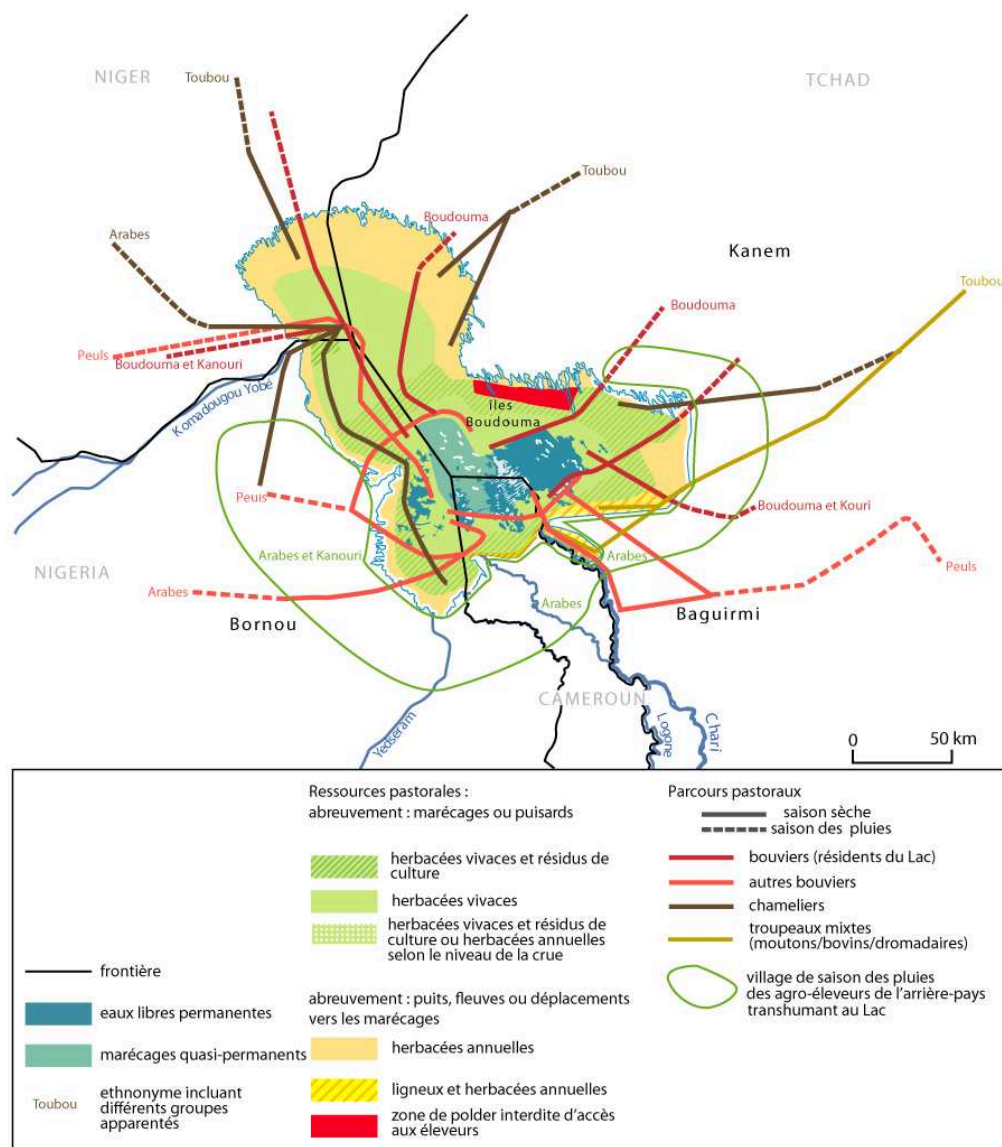 NIGER
Toubou
TCHAD
Toubou
Boudouma
Arabes
Kanem
Toubou
Boudouma
Peuls
Boudouma et Kanouri
Komadougou Yobé
îles
Boudouma
Peuls
Boudouma et Kouri
Arabes et Kanouri
Arabes
NIGERIA
Peuls
Arabes
Arabes
Bornou
Baguirmi
CAMEROUN
Yedseram
Logone
Chari
0 50 km
Ressources pastorales :
abreuvement : marécages ou puisards
herbacées vivaces et résidus de
culture
herbacées vivaces
herbacées vivaces et résidus de
culture ou herbacées annuelles
selon le niveau de la crue
frontière
eaux libres permanentes
marécages quasi-permanents
Toubou
ethnonyme incluant
différents groupes
apparentés
abreuvement : puits, fleuves ou déplacements
vers les marécages
herbacées annuelles
ligneux et herbacées annuelles
zone de polder interdite d'accès
aux éleveurs
Parcours pastoraux
saison sèche
saison des pluies
bouviers (résidents du Lac)
autres bouviers
chameliers
troupeaux mixtes
(moutons/bovins/dromadaires)
village de saison des pluies
des agro-éleveurs de l'arrière-pays
transhumant au Lac